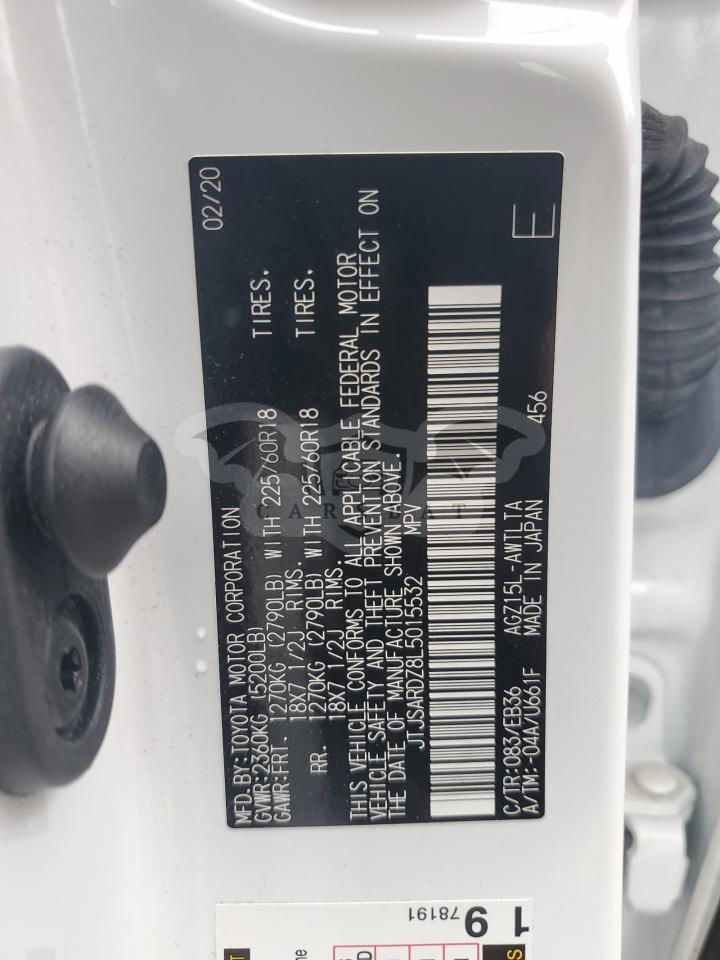 02/20
MFD.BY:TOYOTA MOTOR CORPORATION
GVWR:2360KG (5200LB)
GAWR:FRT. 1270KG (2790LB) WITH 225/60R18 TIRES.
18X7 1/2J RIMS.
RR. 1270KG (2790LB) WITH 225/60R18 TIRES.
18X7 1/2J RIMS.
THIS VEHICLE CONFORMS TO ALL APPLICABLE FEDERAL MOTOR
VEHICLE SAFETY AND THEFT PREVENTION STANDARDS IN EFFECT ON
THE DATE OF MANUFACTURE SHOWN ABOVE.
JTJSARDZ8L5015532 MPV
C/TR:083/EB36 AGZ15L-AWTLTA 456
A/TM:-04A/U661F MADE IN JAPAN
E
CARSEAT
78191
19